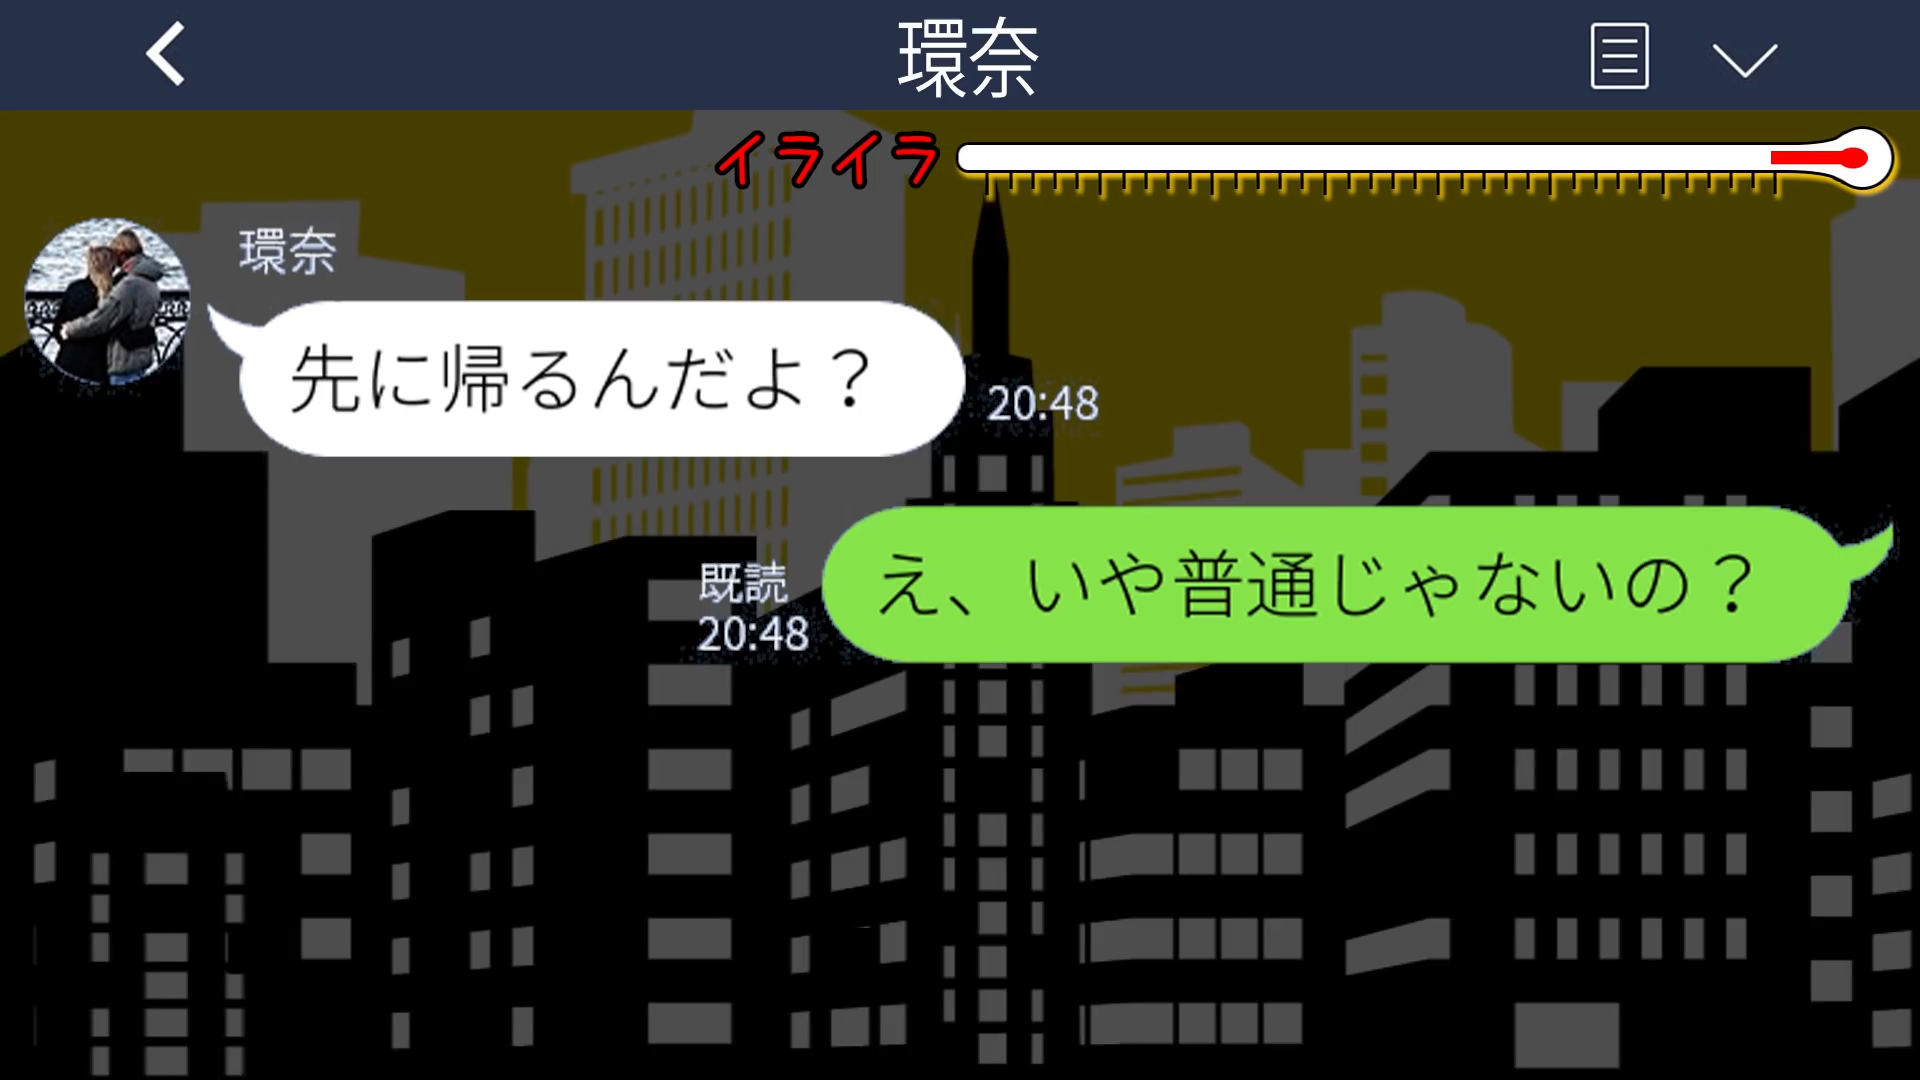 環奈
イライラ
環奈
先に帰るんだよ？
20:48
え、いや普通じゃないの？
既読
20:48